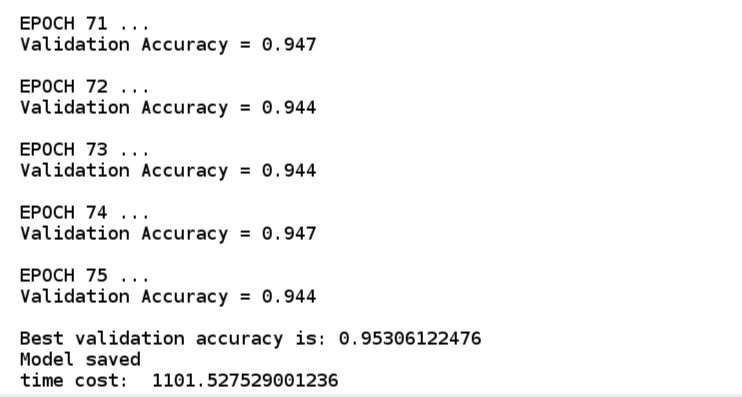 EPOCH 71 ...
Validation Accuracy = 0.947
EPOCH 72 ...
Validation Accuracy = 0.944
EPOCH 73 ...
Validation Accuracy = 0.944
EPOCH 74 ...
Validation Accuracy = 0.947
EPOCH 75 ...
Validation Accuracy = 0.944
Best validation accuracy is: 0.95306122476
Model saved
time cost:  1101.527529001236